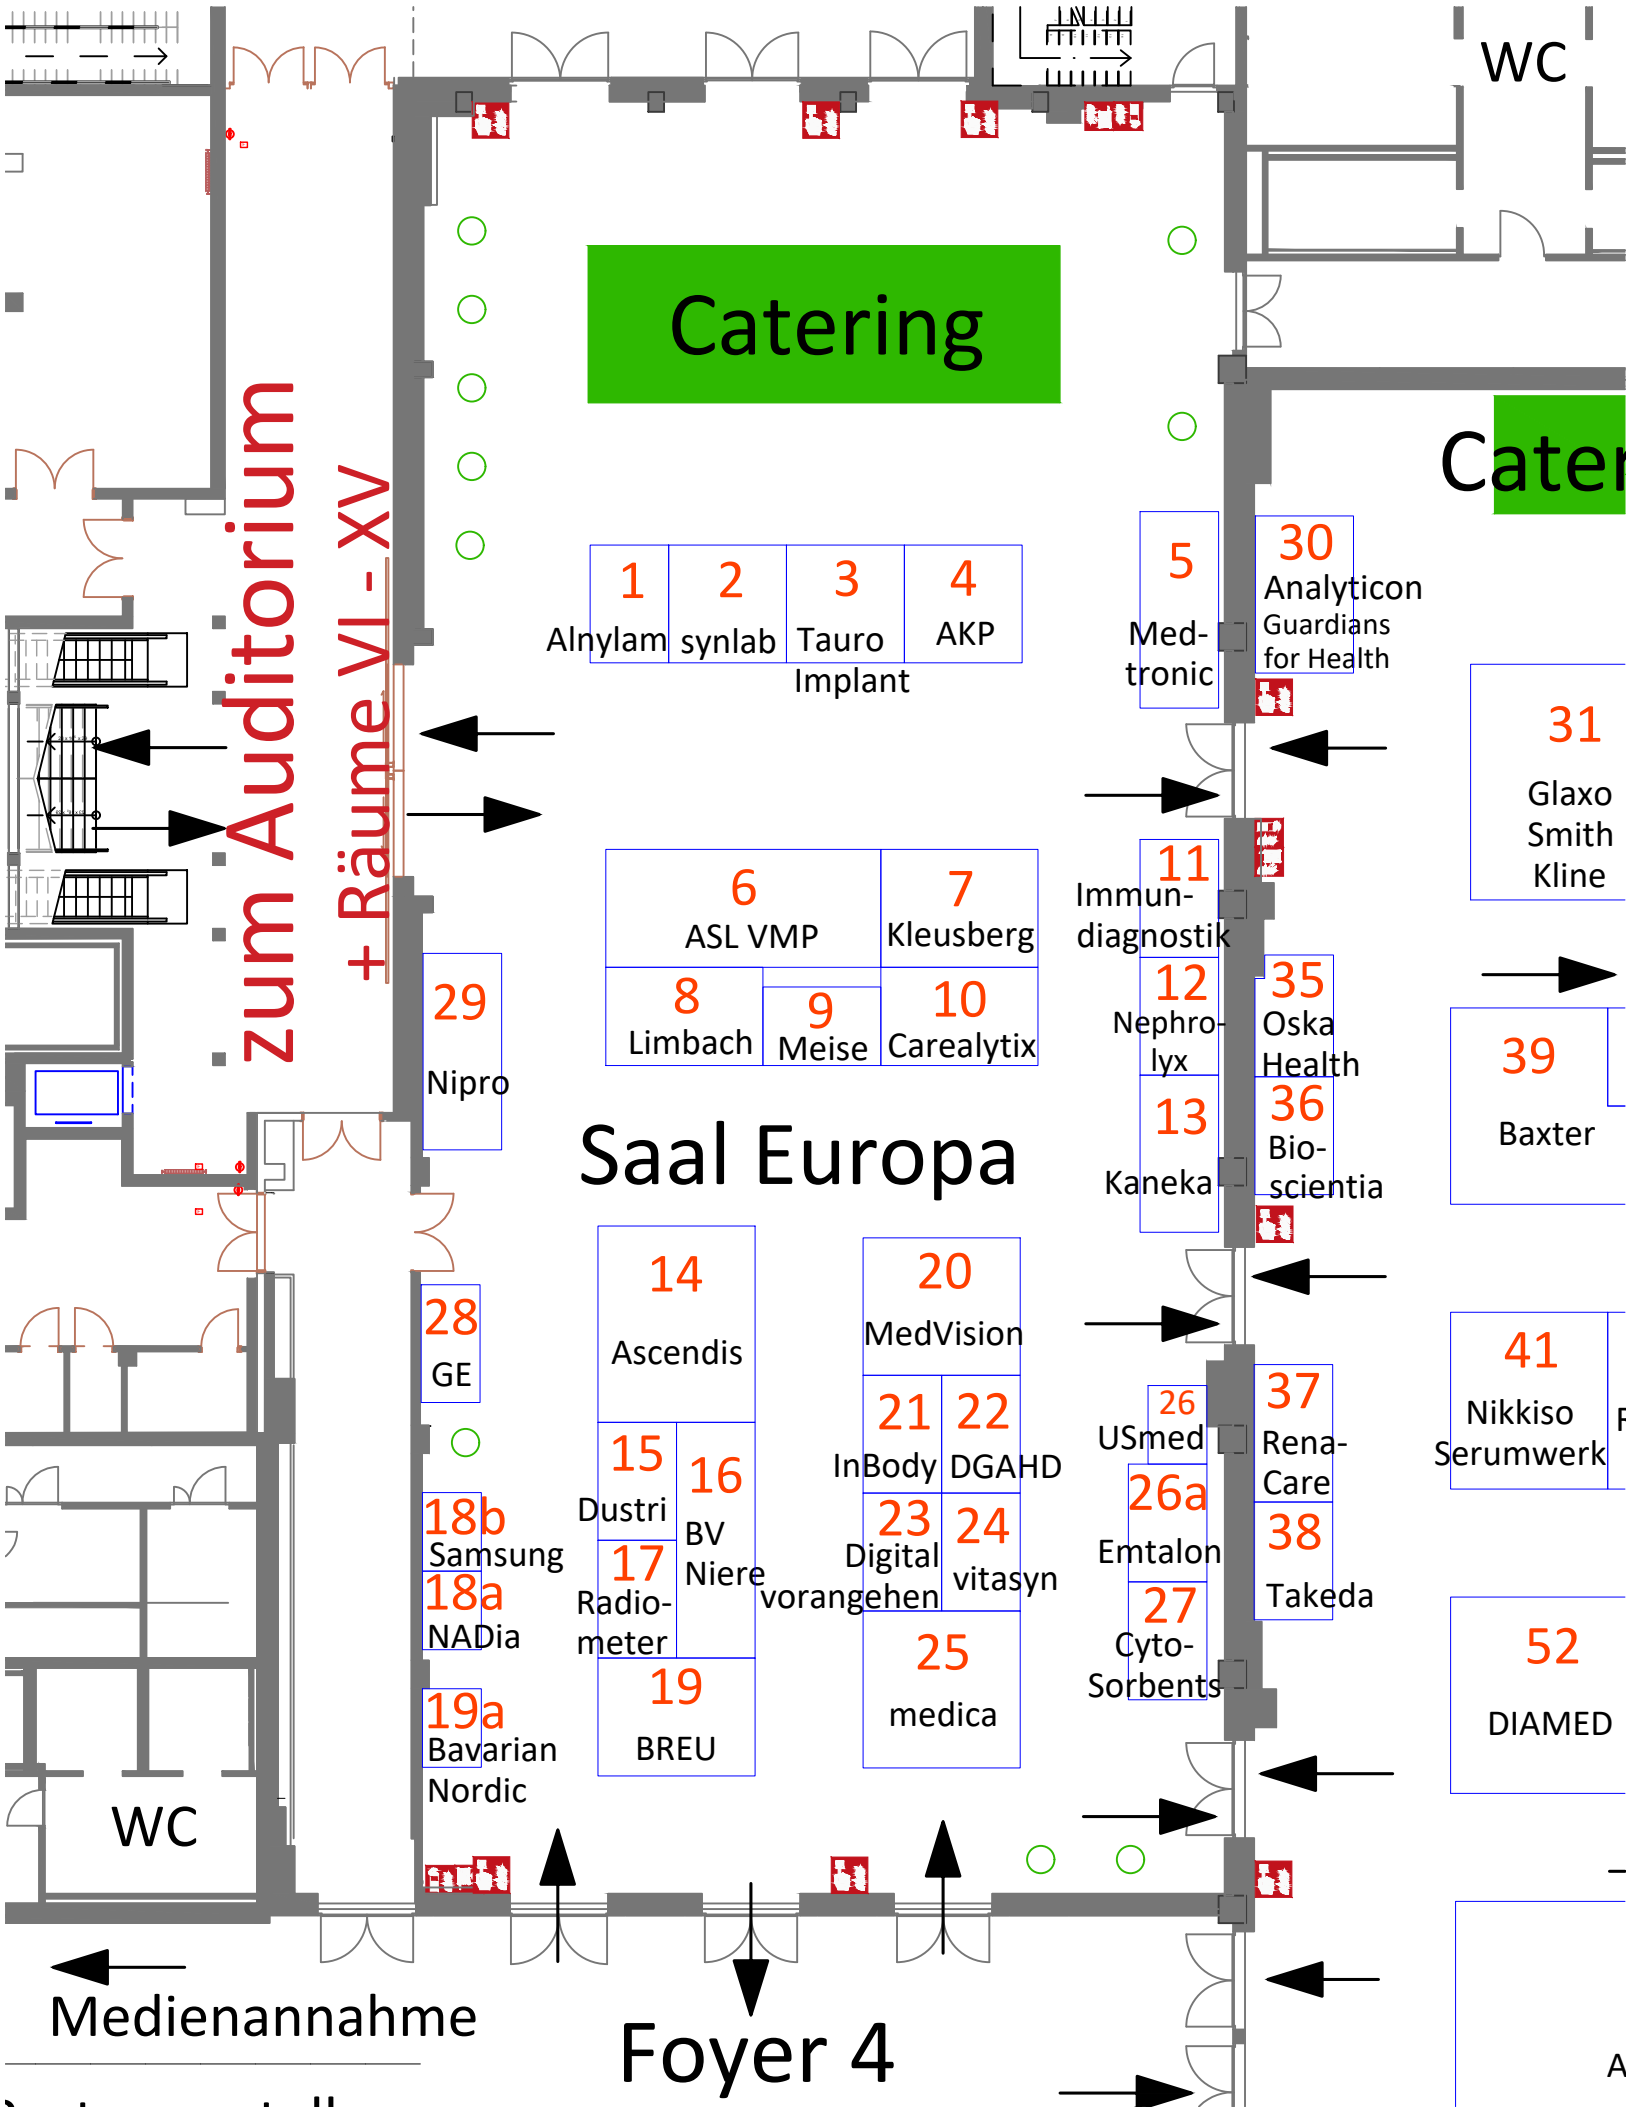 WC
Catering
Cater
zum Auditorium
+ Räume VI - XV
1
Alnylam
2
synlab
3
Tauro
Implant
4
AKP
5
Med-
tronic
30
Analyticon
Guardians
for Health
31
Glaxo
Smith
Kline
6
ASL VMP
7
Kleusberg
8
Limbach
9
Meise
10
Carealytix
11
Immun-
diagnostik
12
Nephro-
lyx
13
Kaneka
35
Oska
Health
36
Bio-
scientia
39
Baxter
29
Nipro
Saal Europa
14
Ascendis
15
Dustri
16
BV
Niere
17
Radio-
meter
19
BREU
20
MedVision
21
InBody
22
DGAHD
23
Digital
vorangehen
24
vitasyn
25
medica
26
USmed
26a
Emtalon
27
Cyto-
Sorbents
37
Rena-
Care
38
Takeda
41
Nikkiso
Serumwerk
52
DIAMED
28
GE
18b
Samsung
18a
NADia
19a
Bavarian
Nordic
WC
Medienannahme
Foyer 4
A